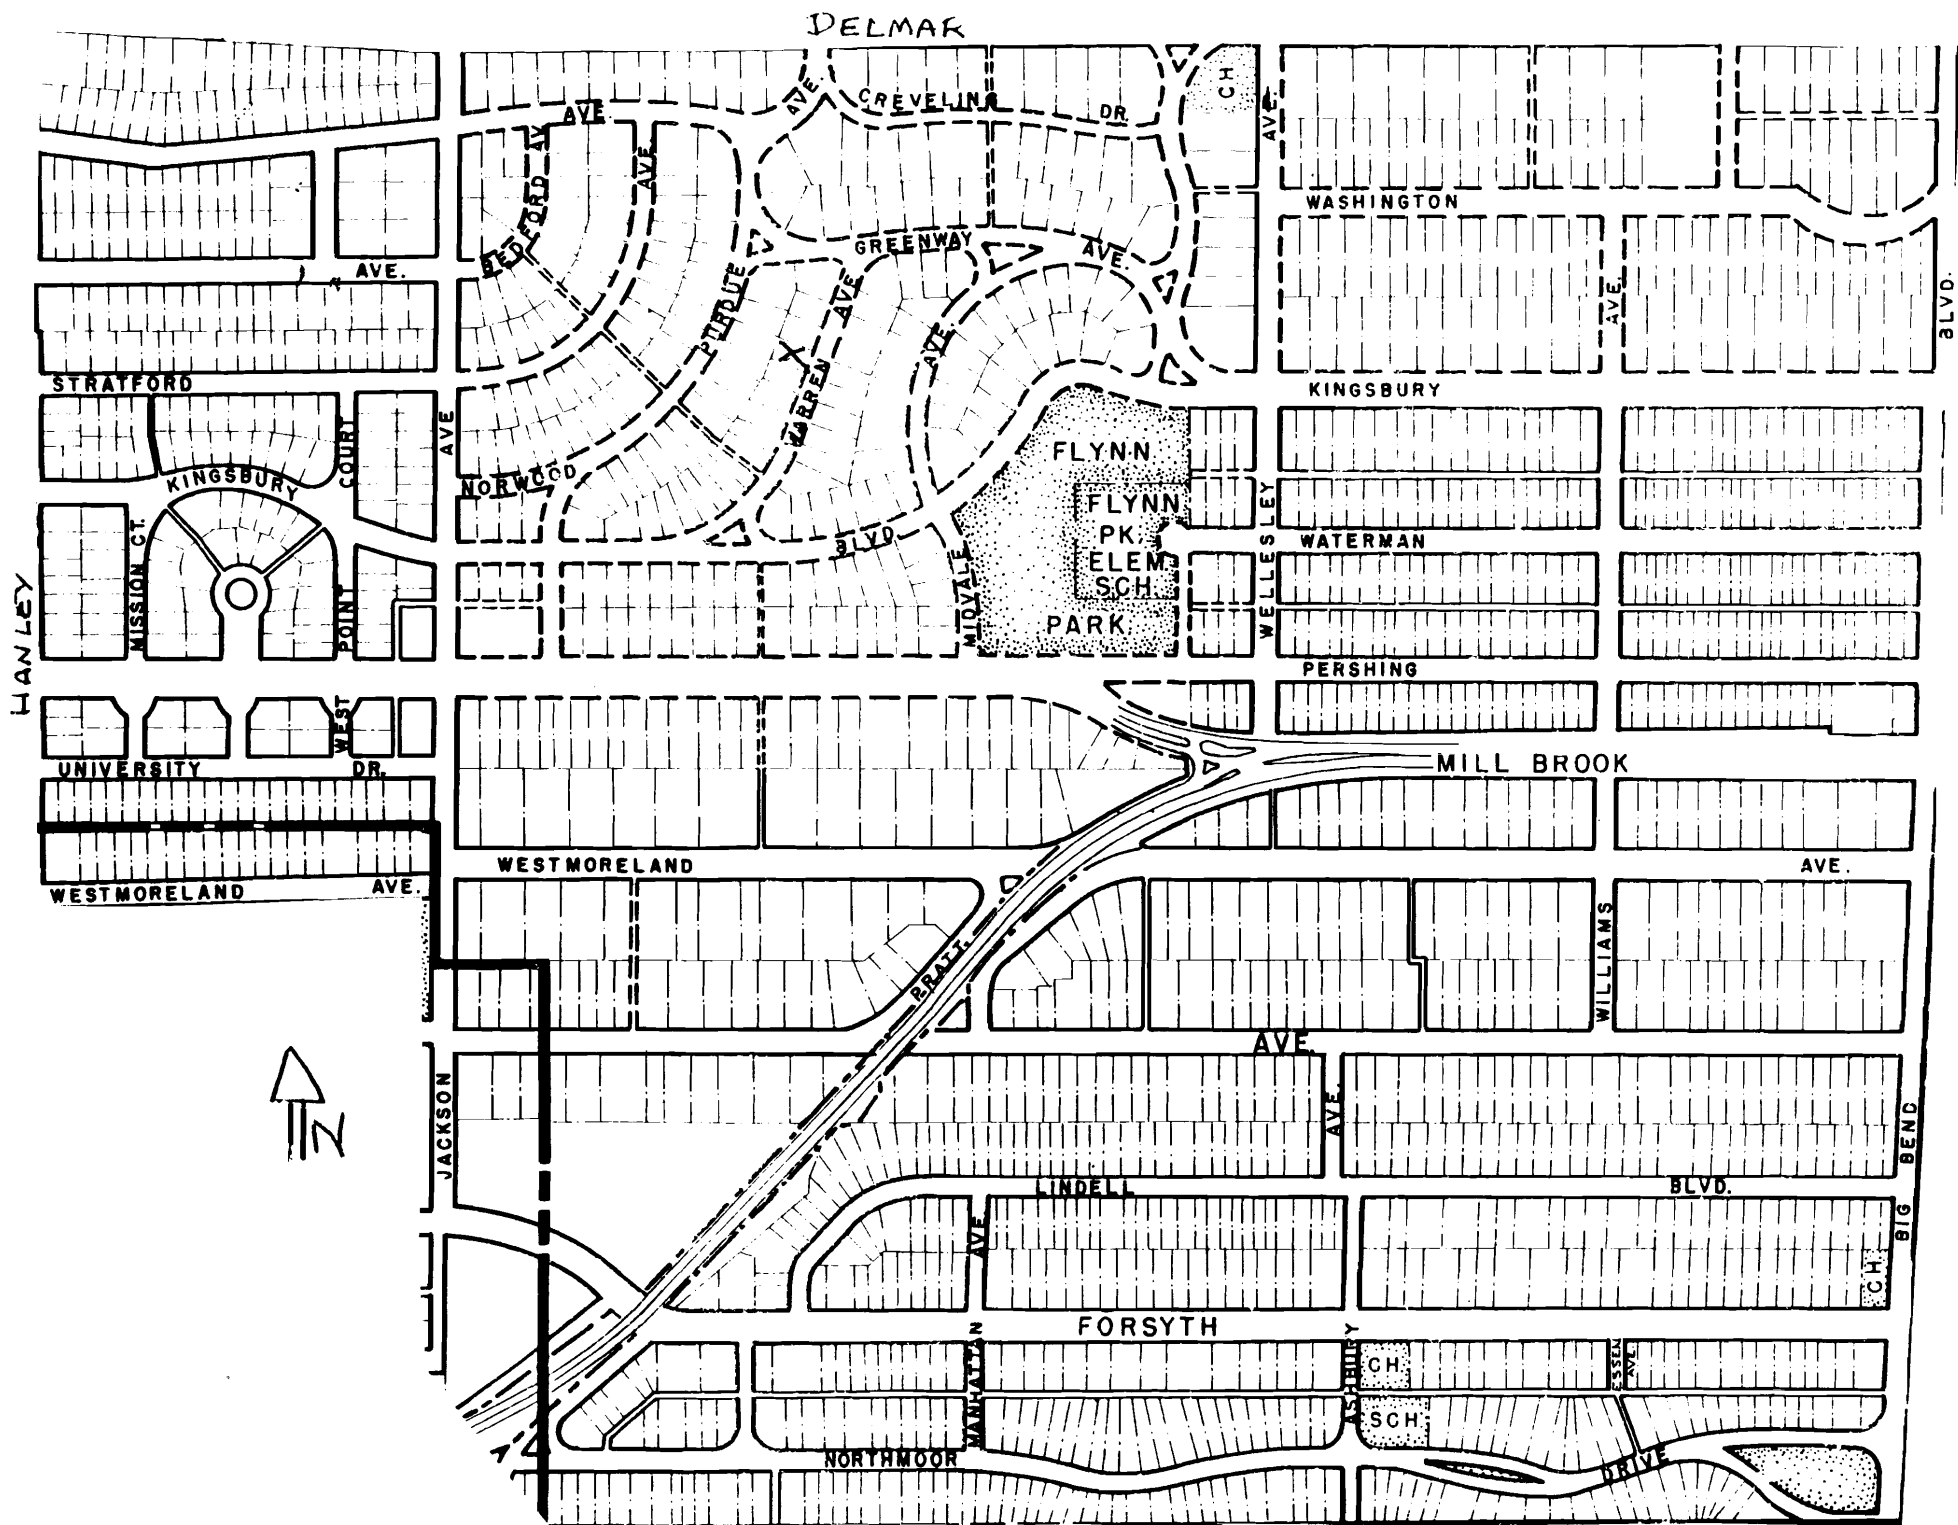 DELMAR
CREVELING
DR.
AVE.
CH
AVE.
AVE.
BEDFORD AV.
AVE.
WASHINGTON
GREENWAY
AVE.
AVE.
PURDUE
WARREN AVE
X
AVE.
AVE.
BLVD.
STRATFORD
KINGSBURY
AVE
COURT
KINGSBURY
NORWOOD
FLYNN
FLYNN
PK.
ELEM
SCH
PARK
WATERMAN
BLVD.
MISSION CT.
WEST POINT
MIDVALE
WELLESLEY
HANLEY
PERSHING
UNIVERSITY DR.
MILL BROOK
WESTMORELAND
AVE.
WESTMORELAND AVE.
PRATT
WILLIAMS
AVE.
N
JACKSON
AVE.
BIG BEND
LINDELL
BLVD.
AVE
CH
FORSYTH
MANHATTAN
ASHBURY
CH
ESSEN AVE.
SCH
NORTHMOOR
DRIVE